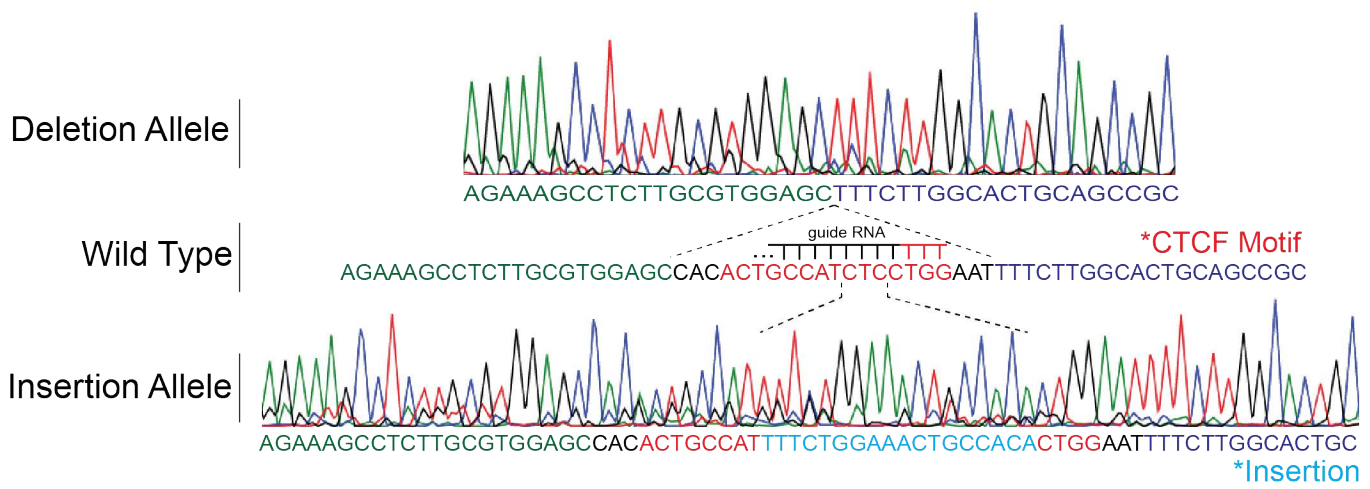 Deletion Allele
AGAAAGCCTCTTGCGTGGAGCTTTCTTGGCACTGCAGCCGC
guide RNA
*CTCF Motif
Wild Type
...
AGAAAGCCTCTTGCGTGGAGCCACACTGCCATCTCCTGGAATTTTCTTGGCACTGCAGCCGC
Insertion Allele
AGAAAGCCTCTTGCGTGGAGCCACACTGCCATTTTCTGGAAACTGCCACACTGGAATTTTCTTGGCACTGC
*Insertion